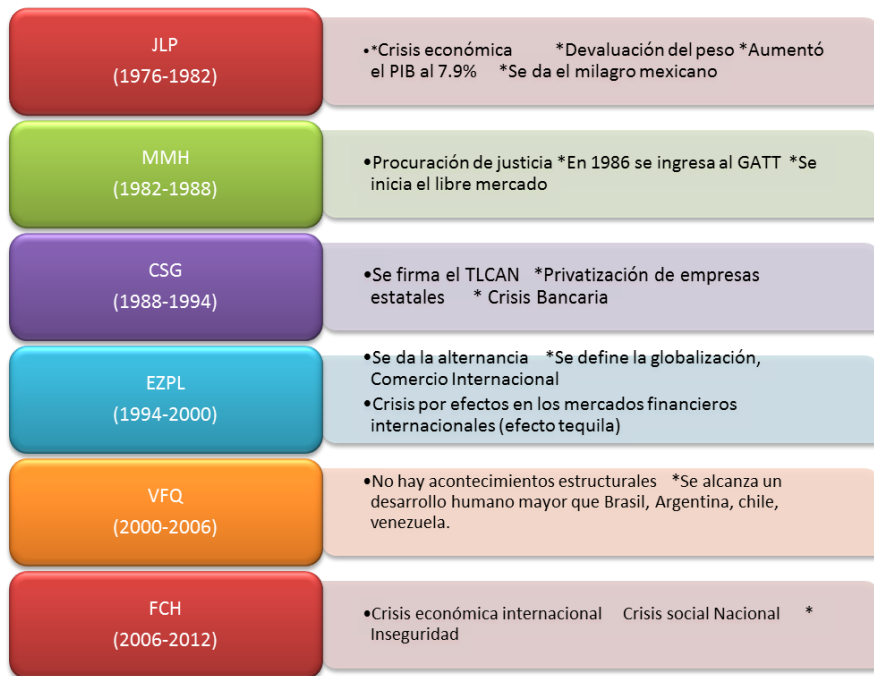 JLP
(1976-1982)
•*Crisis económica *Devaluación del peso *Aumentó
el PIB al 7.9% *Se da el milagro mexicano
MMH
(1982-1988)
•Procuración de justicia *En 1986 se ingresa al GATT *Se
inicia el libre mercado
CSG
(1988-1994)
•Se firma el TLCAN *Privatización de empresas
estatales * Crisis Bancaria
EZPL
(1994-2000)
•Se da la alternancia *Se define la globalización,
Comercio Internacional
•Crisis por efectos en los mercados financieros
internacionales (efecto tequila)
VFQ
(2000-2006)
•No hay acontecimientos estructurales *Se alcanza un
desarrollo humano mayor que Brasil, Argentina, chile,
venezuela.
FCH
(2006-2012)
•Crisis económica internacional Crisis social Nacional *
Inseguridad